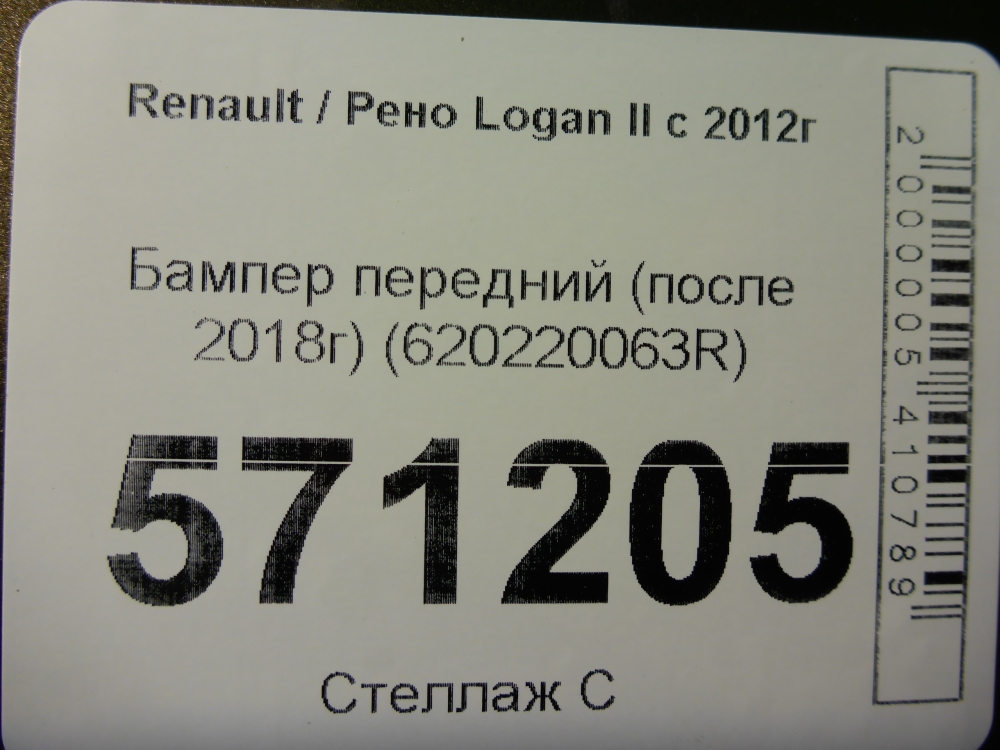 Renault / Рено Logan II с 2012г
Бампер передний (после
2018г) (620220063R)
571205
Стеллаж С
2000005410789